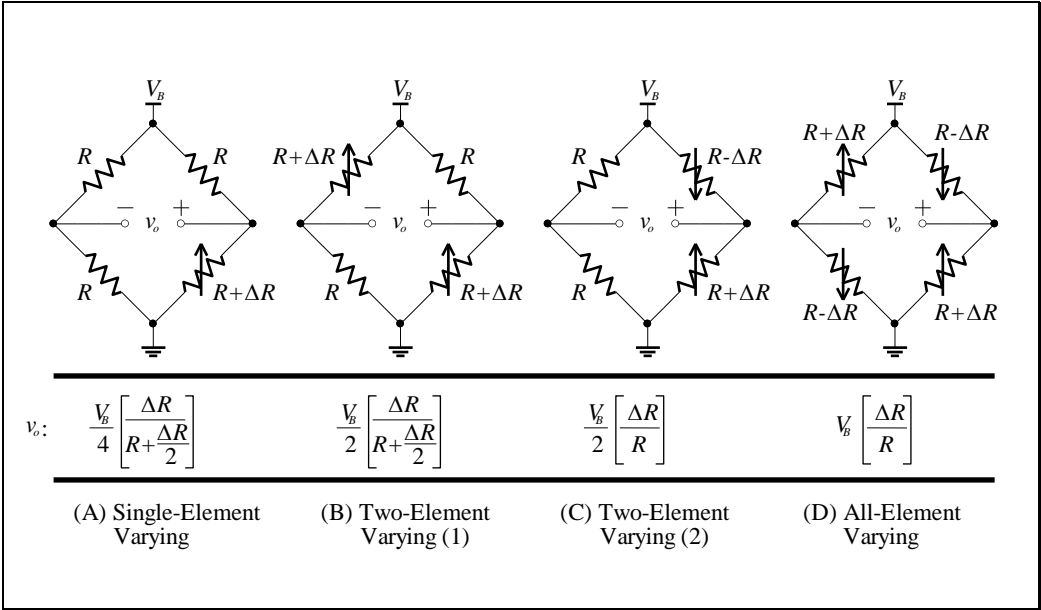 V_B V_B V_B V_B
R R R+ΔR R R R-ΔR R+ΔR R-ΔR
− v_o + − v_o + − v_o + − v_o +
R R+ΔR R R+ΔR R R+ΔR R-ΔR R+ΔR
v_o: V_B/4 [ΔR/(R+ΔR/2)] V_B/2 [ΔR/(R+ΔR/2)] V_B/2 [ΔR/R] V_B [ΔR/R]
(A) Single-Element (B) Two-Element (C) Two-Element (D) All-Element
Varying Varying (1) Varying (2) Varying